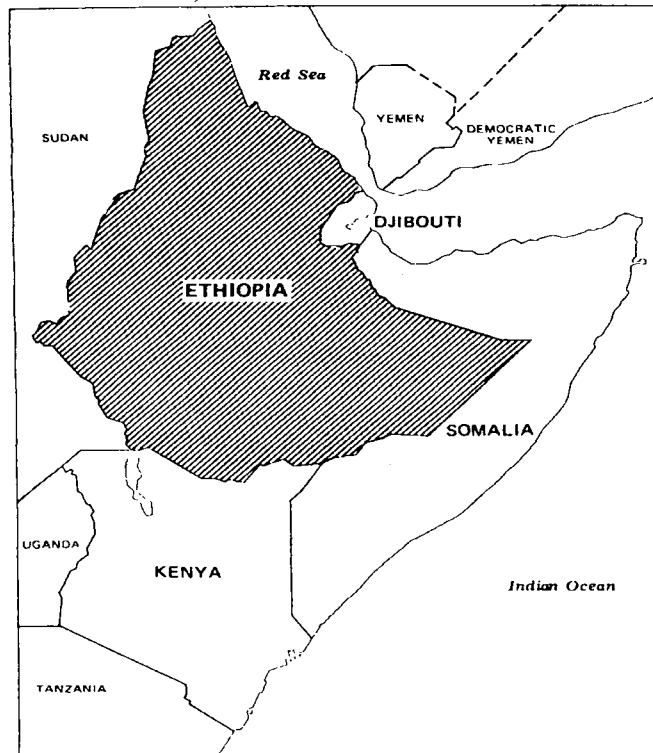 Red Sea
YEMEN
SUDAN
DEMOCRATIC
YEMEN
DJIBOUTI
ETHIOPIA
SOMALIA
UGANDA
KENYA
Indian Ocean
TANZANIA